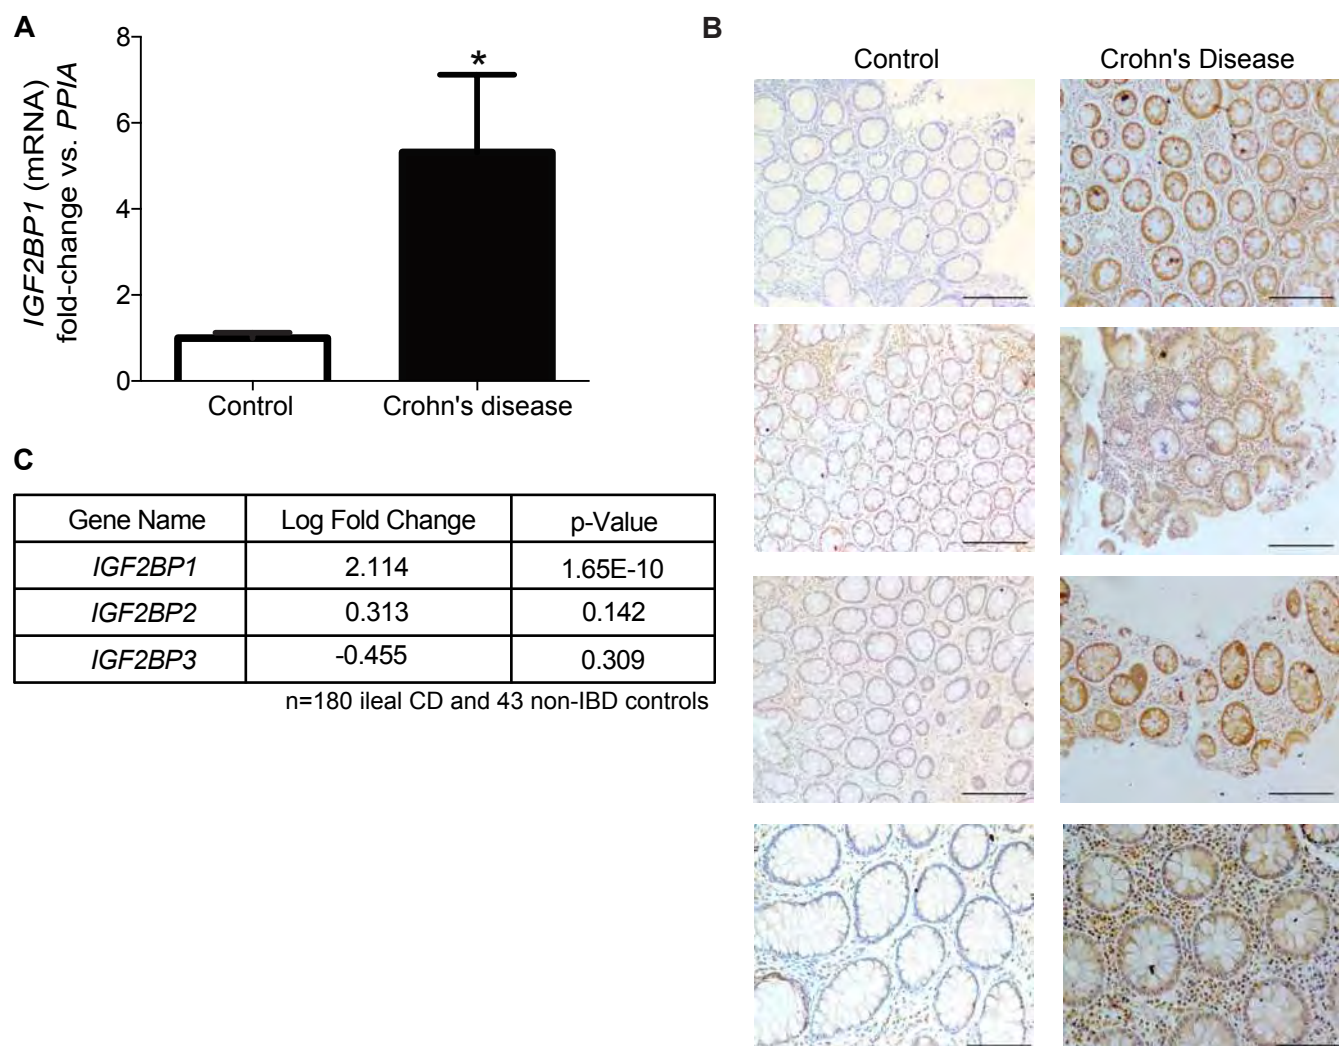 A
IGF2BP1 (mRNA)
fold-change vs. PPIA
8
6
4
2
0
*
Control
Crohn's disease
B
Control
Crohn's Disease
C
Gene Name Log Fold Change p-Value
IGF2BP1 2.114 1.65E-10
IGF2BP2 0.313 0.142
IGF2BP3 -0.455 0.309
n=180 ileal CD and 43 non-IBD controls